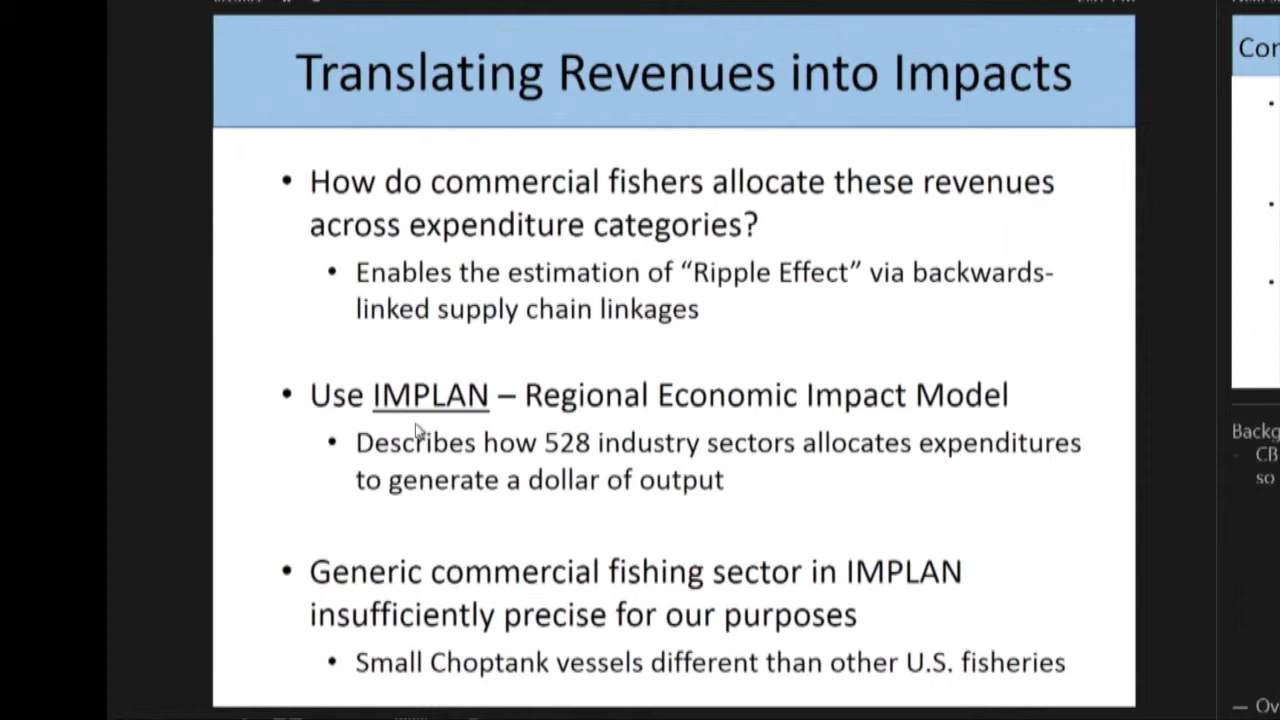 Translating Revenues into Impacts
• How do commercial fishers allocate these revenues
across expenditure categories?
• Enables the estimation of “Ripple Effect” via backwards-
linked supply chain linkages
• Use IMPLAN – Regional Economic Impact Model
• Describes how 528 industry sectors allocates expenditures
to generate a dollar of output
• Generic commercial fishing sector in IMPLAN
insufficiently precise for our purposes
• Small Choptank vessels different than other U.S. fisheries
CB
so